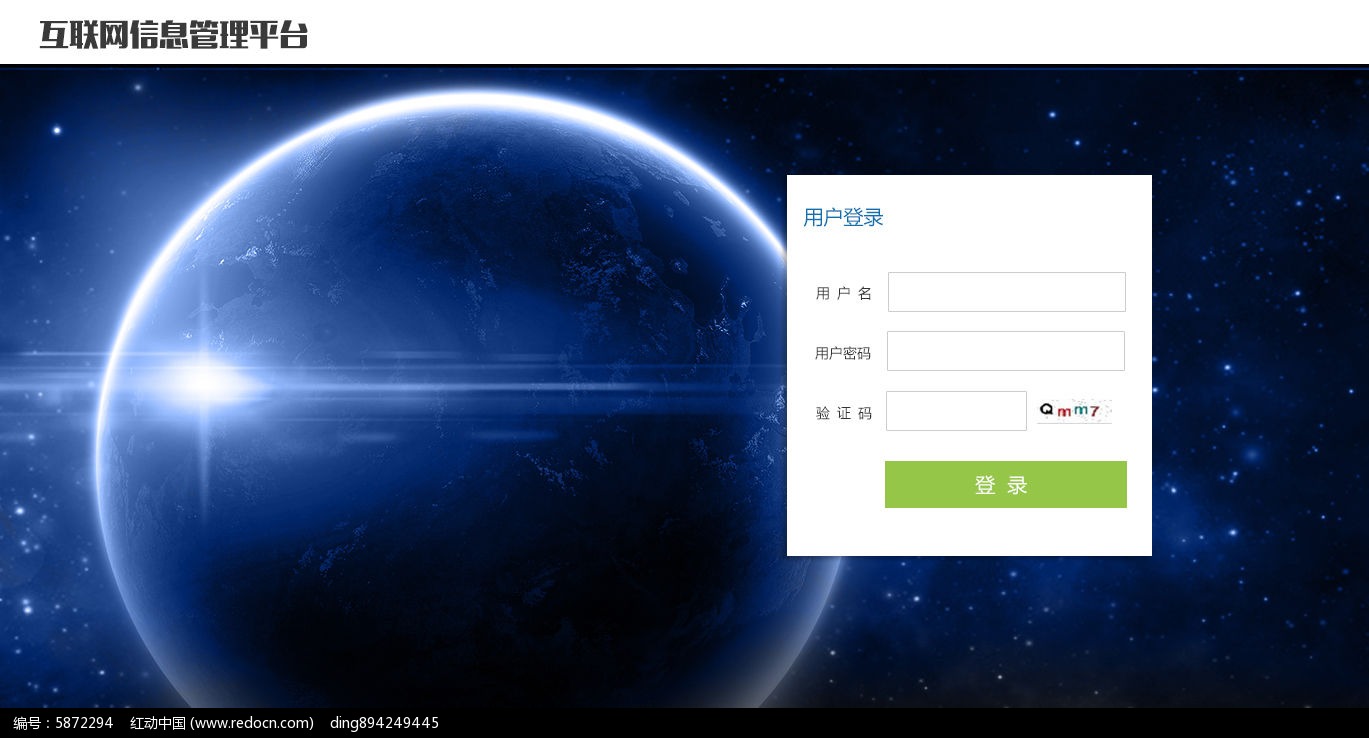 互联网信息管理平台
用户登录
用 户 名
用户密码
验 证 码 Qmm7
登 录
编号：5872294 红动中国 (www.redocn.com) ding894249445